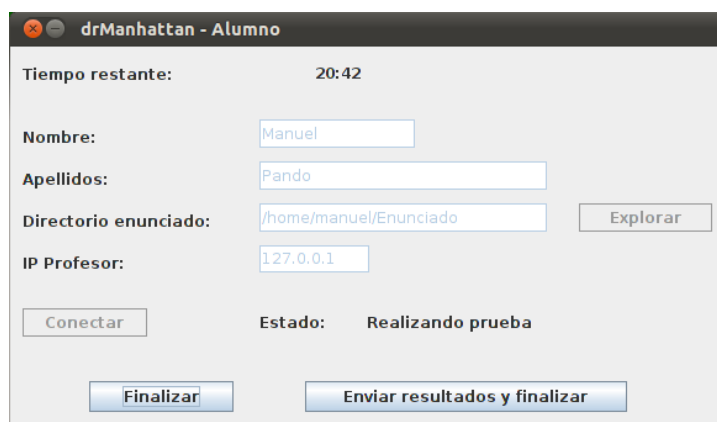 drManhattan - Alumno
Tiempo restante: 20:42
Nombre: Manuel
Apellidos: Pando
Directorio enunciado: /home/manuel/Enunciado Explorar
IP Profesor: 127.0.0.1
Conectar Estado: Realizando prueba
Finalizar Enviar resultados y finalizar